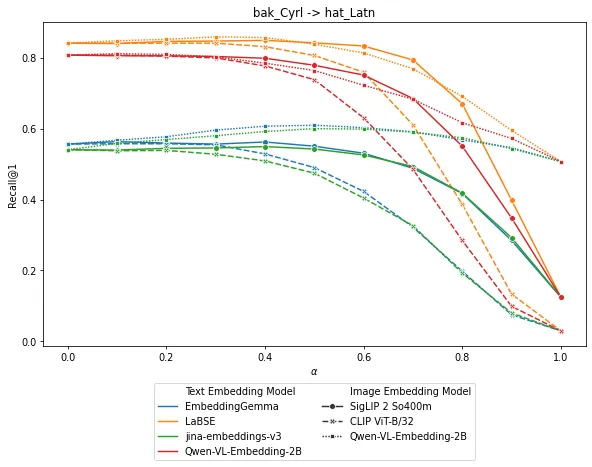 bak_Cyrl -> hat_Latn
Recall@1
0.8
0.6
0.4
0.2
0.0
0.0 0.2 0.4 0.6 0.8 1.0
α
Text Embedding Model
EmbeddingGemma
LaBSE
jina-embeddings-v3
Qwen-VL-Embedding-2B
Image Embedding Model
SigLIP 2 So400m
CLIP ViT-B/32
Qwen-VL-Embedding-2B